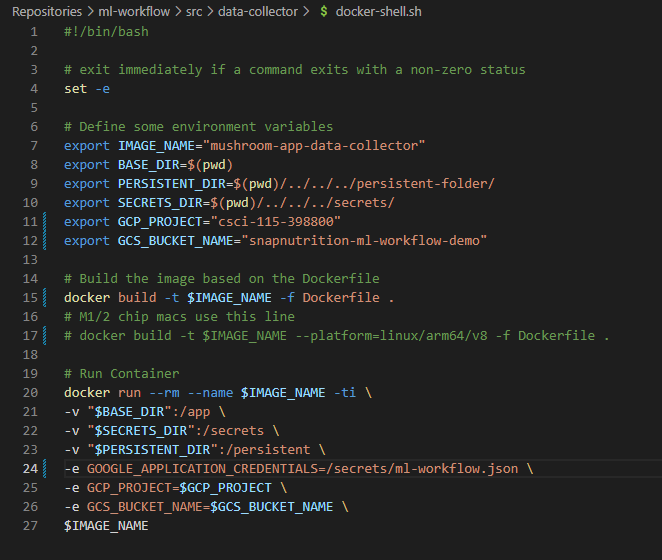 Repositories > ml-workflow > src > data-collector > $ docker-shell.sh
1 #!/bin/bash
2
3 # exit immediately if a command exits with a non-zero status
4 set -e
5
6 # Define some environment variables
7 export IMAGE_NAME="mushroom-app-data-collector"
8 export BASE_DIR=$(pwd)
9 export PERSISTENT_DIR=$(pwd)/../../../persistent-folder/
10 export SECRETS_DIR=$(pwd)/../../../secrets/
11 export GCP_PROJECT="csci-115-398800"
12 export GCS_BUCKET_NAME="snapnutrition-ml-workflow-demo"
13
14 # Build the image based on the Dockerfile
15 docker build -t $IMAGE_NAME -f Dockerfile .
16 # M1/2 chip macs use this line
17 # docker build -t $IMAGE_NAME --platform=linux/arm64/v8 -f Dockerfile .
18
19 # Run Container
20 docker run --rm --name $IMAGE_NAME -ti \
21 -v "$BASE_DIR":/app \
22 -v "$SECRETS_DIR":/secrets \
23 -v "$PERSISTENT_DIR":/persistent \
24 -e GOOGLE_APPLICATION_CREDENTIALS=/secrets/ml-workflow.json \
25 -e GCP_PROJECT=$GCP_PROJECT \
26 -e GCS_BUCKET_NAME=$GCS_BUCKET_NAME \
27 $IMAGE_NAME